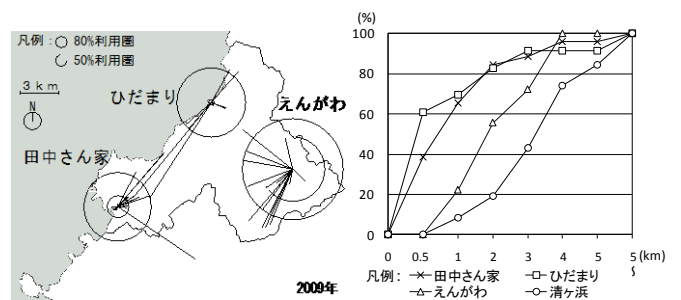 凡例：○ 80%利用圏
50%利用圏
3 km
N
ひだまり
えんがわ
田中さん家
2009年
(%)
100
80
60
40
20
0
0 0.5 1 2 3 4 5 5 (km)
〜
凡例： 田中さん家 ひだまり
えんがわ 清ヶ浜